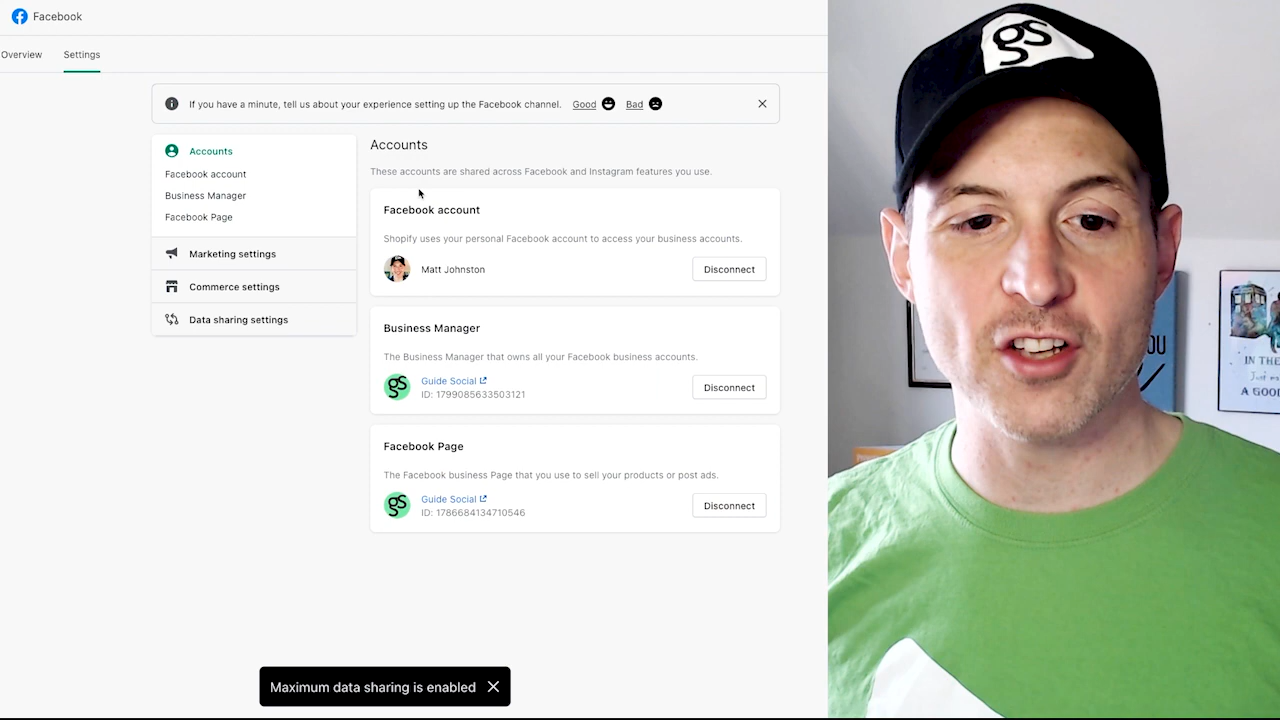 Facebook
Overview Settings
If you have a minute, tell us about your experience setting up the Facebook channel. Good Bad
Accounts
Facebook account
Business Manager
Facebook Page
Marketing settings
Commerce settings
Data sharing settings
Accounts
These accounts are shared across Facebook and Instagram features you use.
Facebook account
Shopify uses your personal Facebook account to access your business accounts.
Matt Johnston
Disconnect
Business Manager
The Business Manager that owns all your Facebook business accounts.
Guide Social
ID: 1799085633503121
Disconnect
Facebook Page
The Facebook business Page that you use to sell your products or post ads.
Guide Social
ID: 1786684134710546
Disconnect
Maximum data sharing is enabled
gs
OU
IN THE
A GOOD